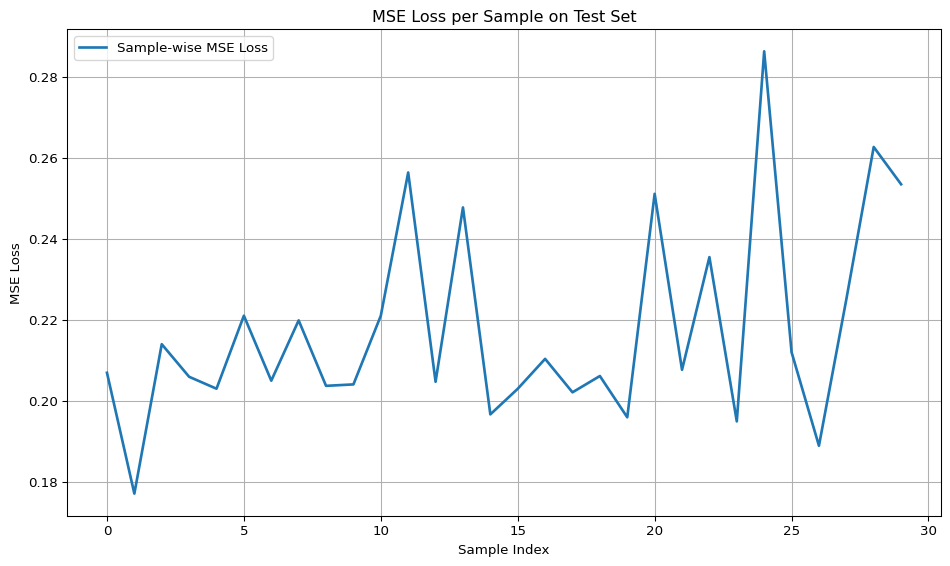 MSE Loss per Sample on Test Set
Sample-wise MSE Loss
MSE Loss
0.28
0.26
0.24
0.22
0.20
0.18
0 5 10 15 20 25 30
Sample Index